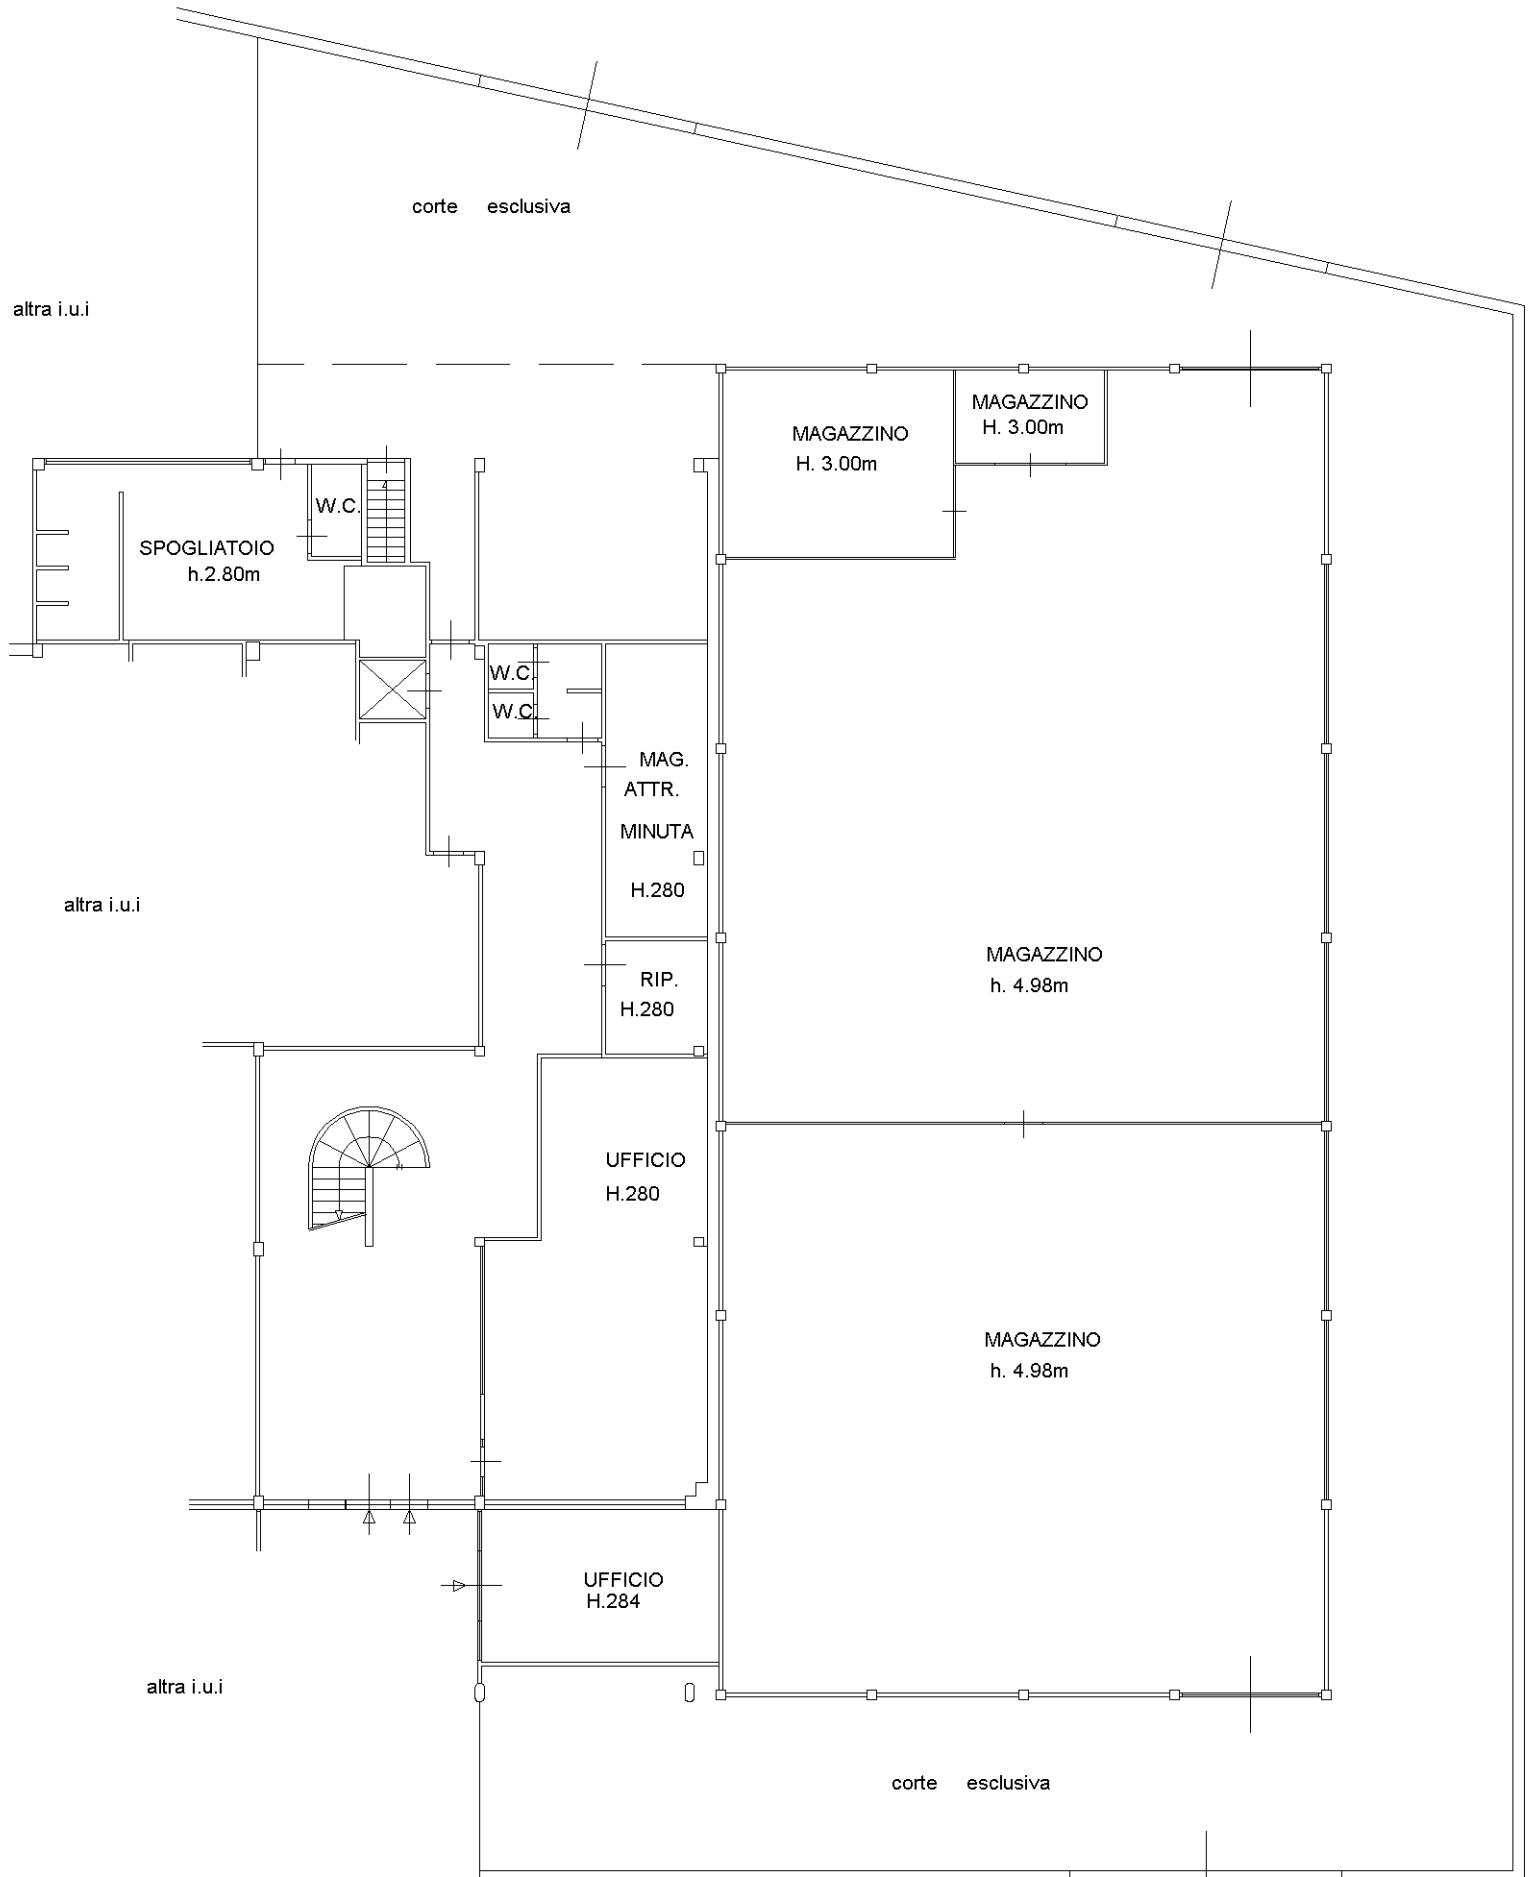 corte esclusiva
altra i.u.i
MAGAZZINO
H. 3.00m
MAGAZZINO
H. 3.00m
W.C.
SPOGLIATOIO
h.2.80m
W.C.
W.C.
MAG.
ATTR.
MINUTA
H.280
altra i.u.i
MAGAZZINO
h. 4.98m
RIP.
H.280
UFFICIO
H.280
MAGAZZINO
h. 4.98m
UFFICIO
H.284
altra i.u.i
corte esclusiva